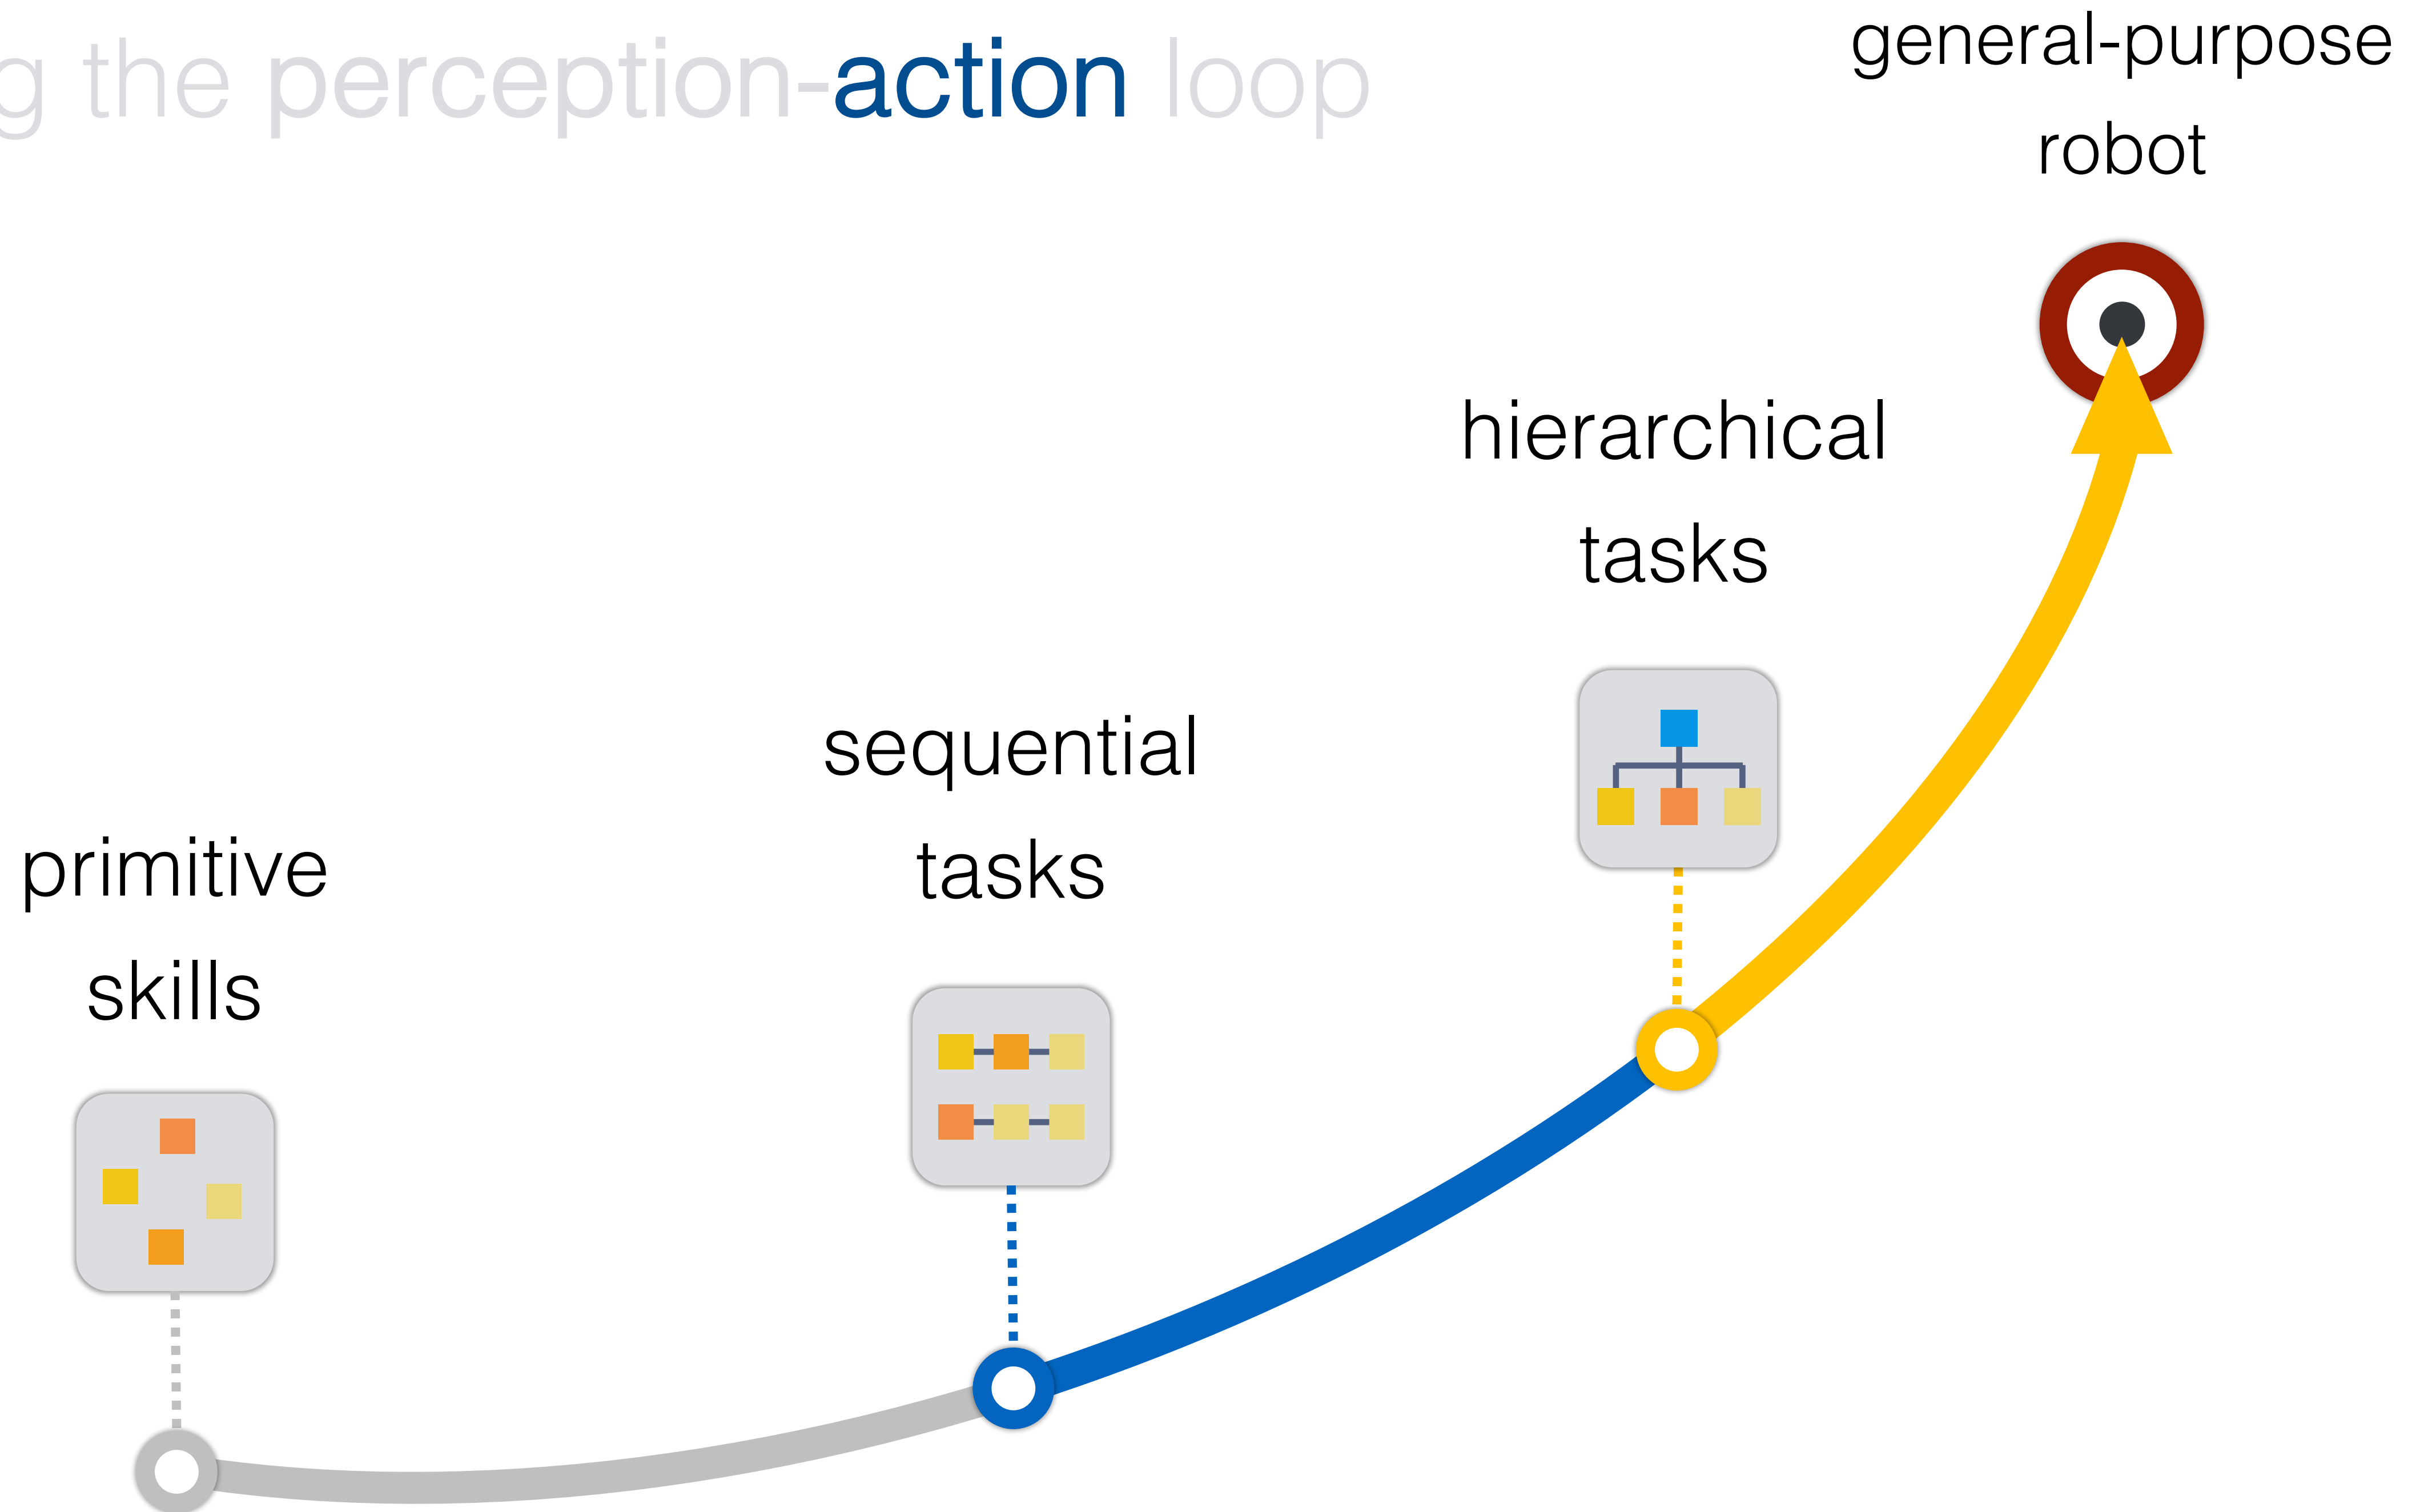 g the perception-action loop
general-purpose
robot
hierarchical
tasks
sequential
tasks
primitive
skills